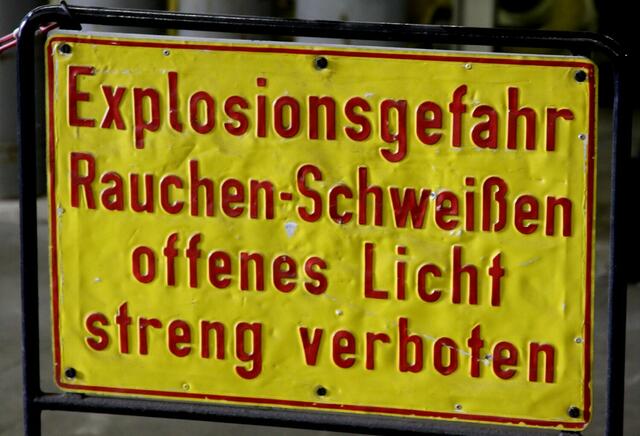 Explosionsgefahr
Rauchen-Schweißen
offenes Licht
streng verboten